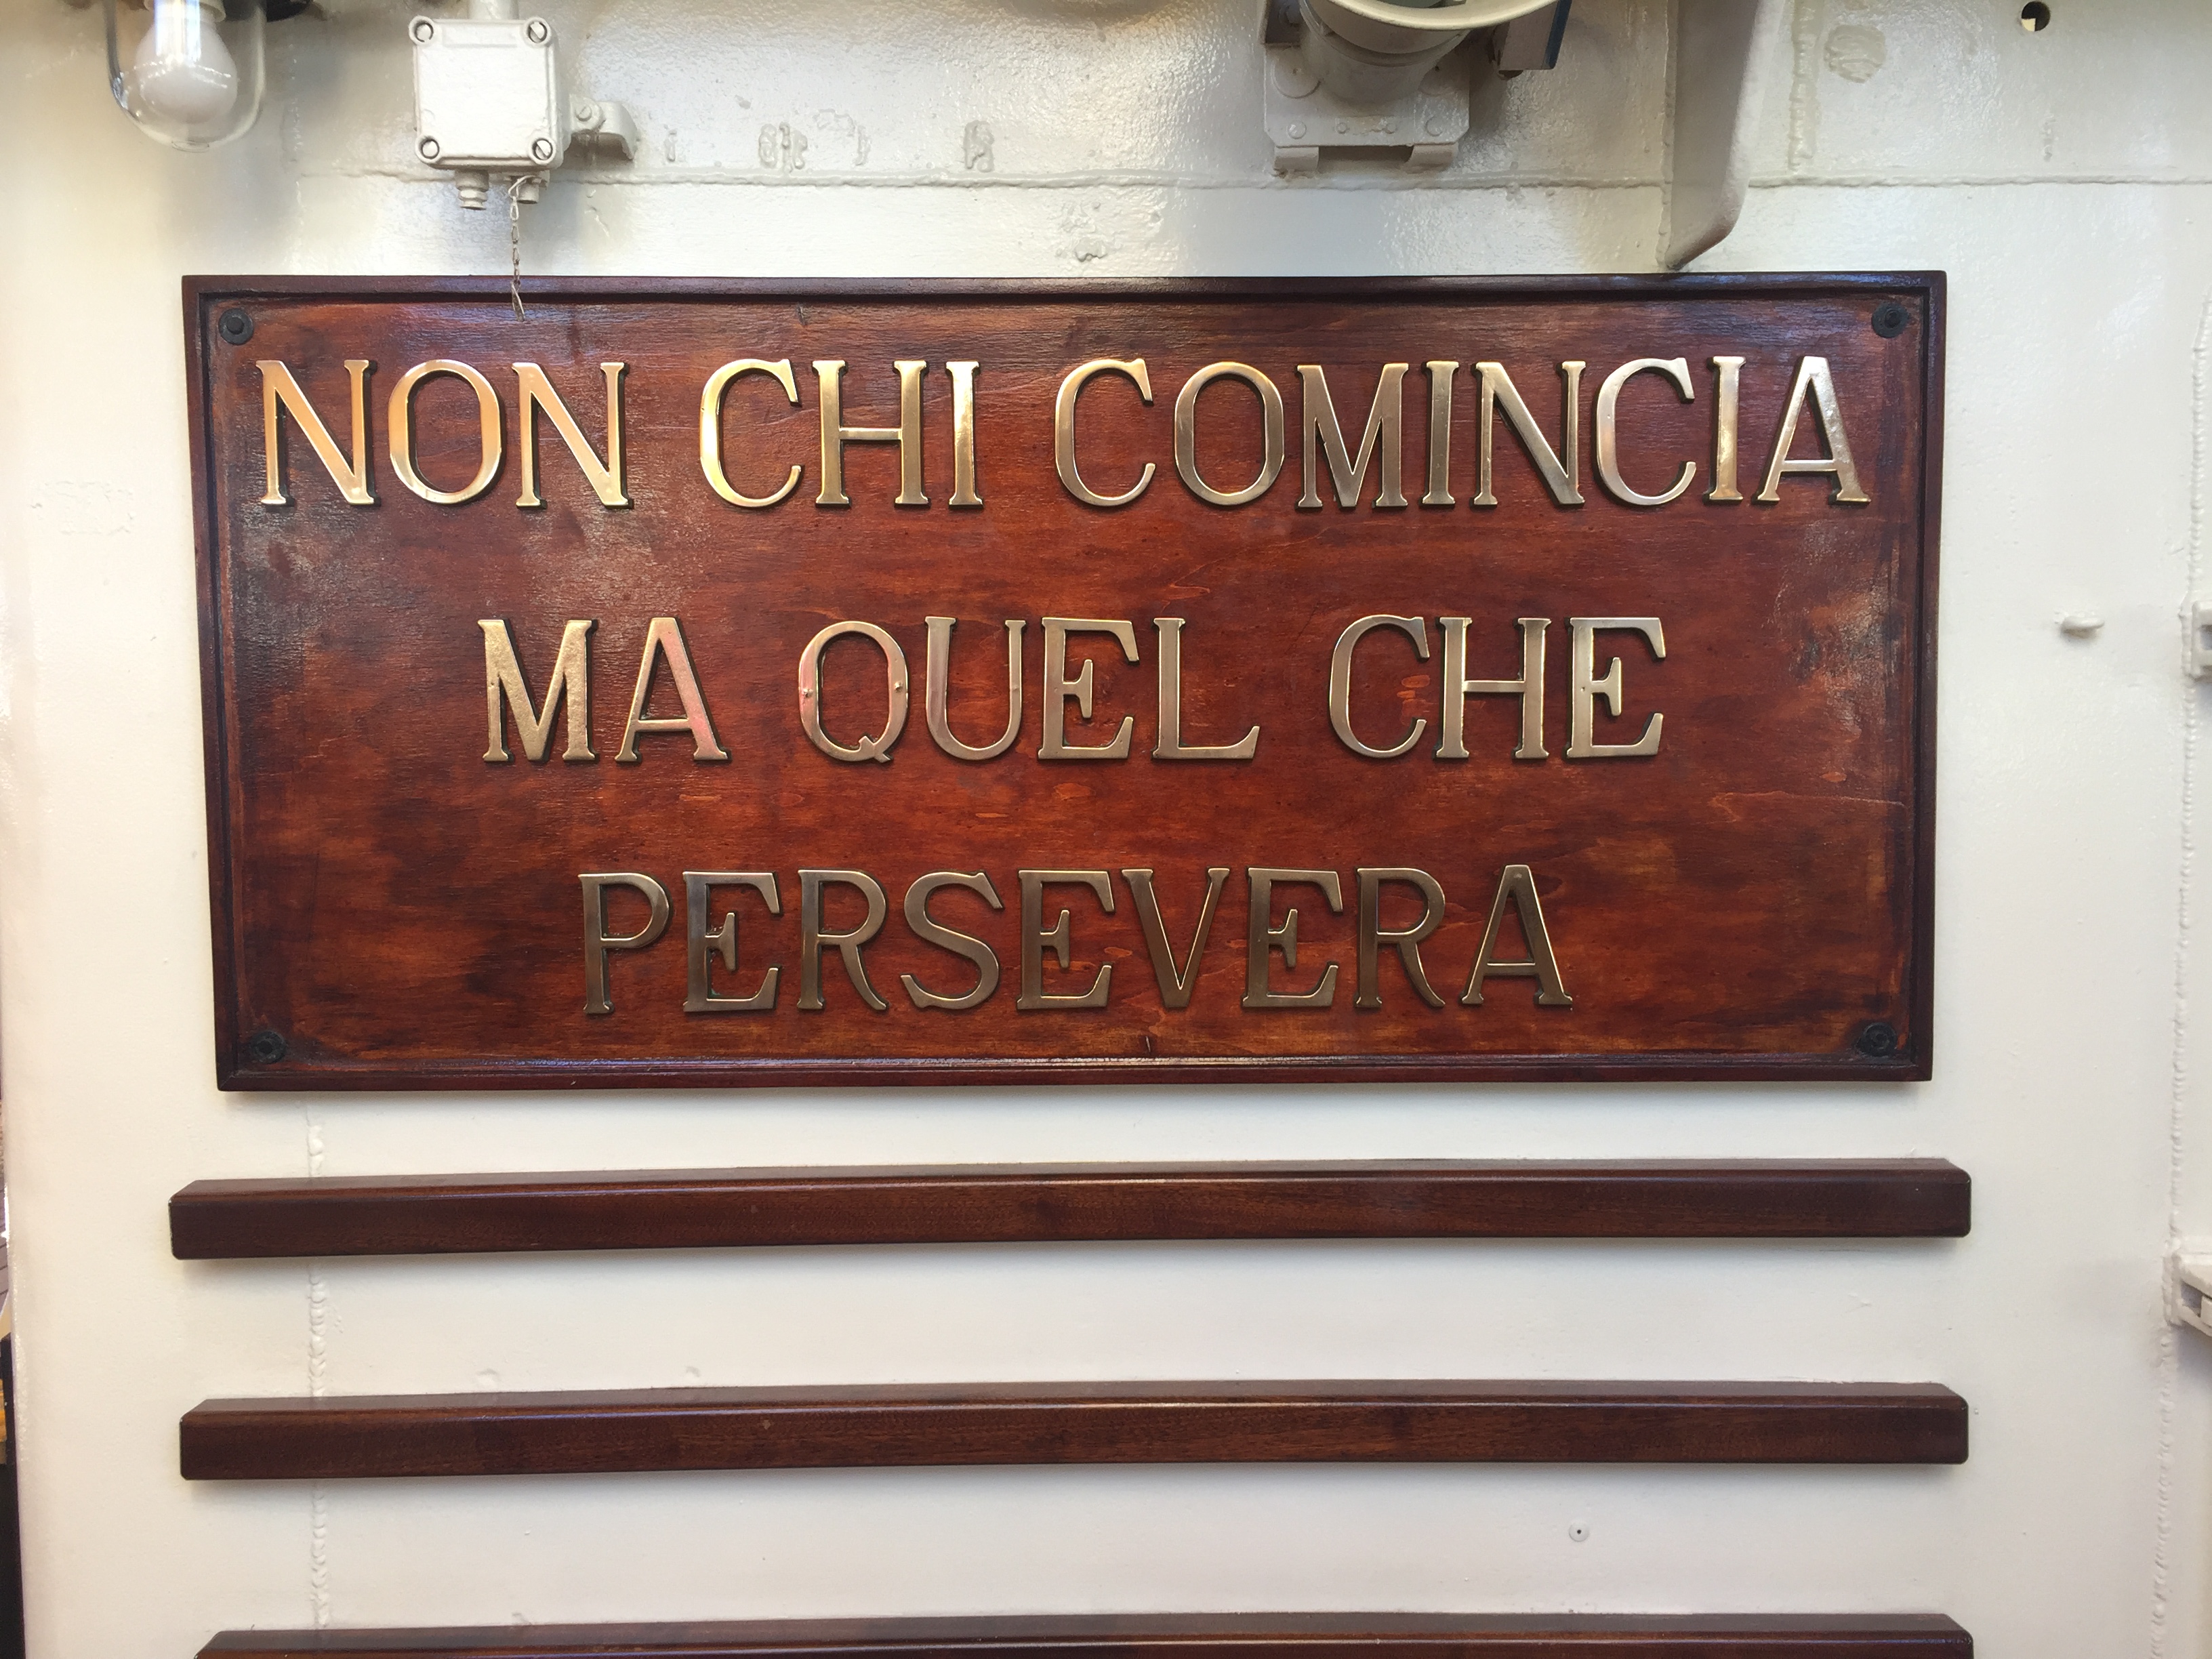 NON CHI COMINCIA
MA QUEL CHE
PERSEVERA